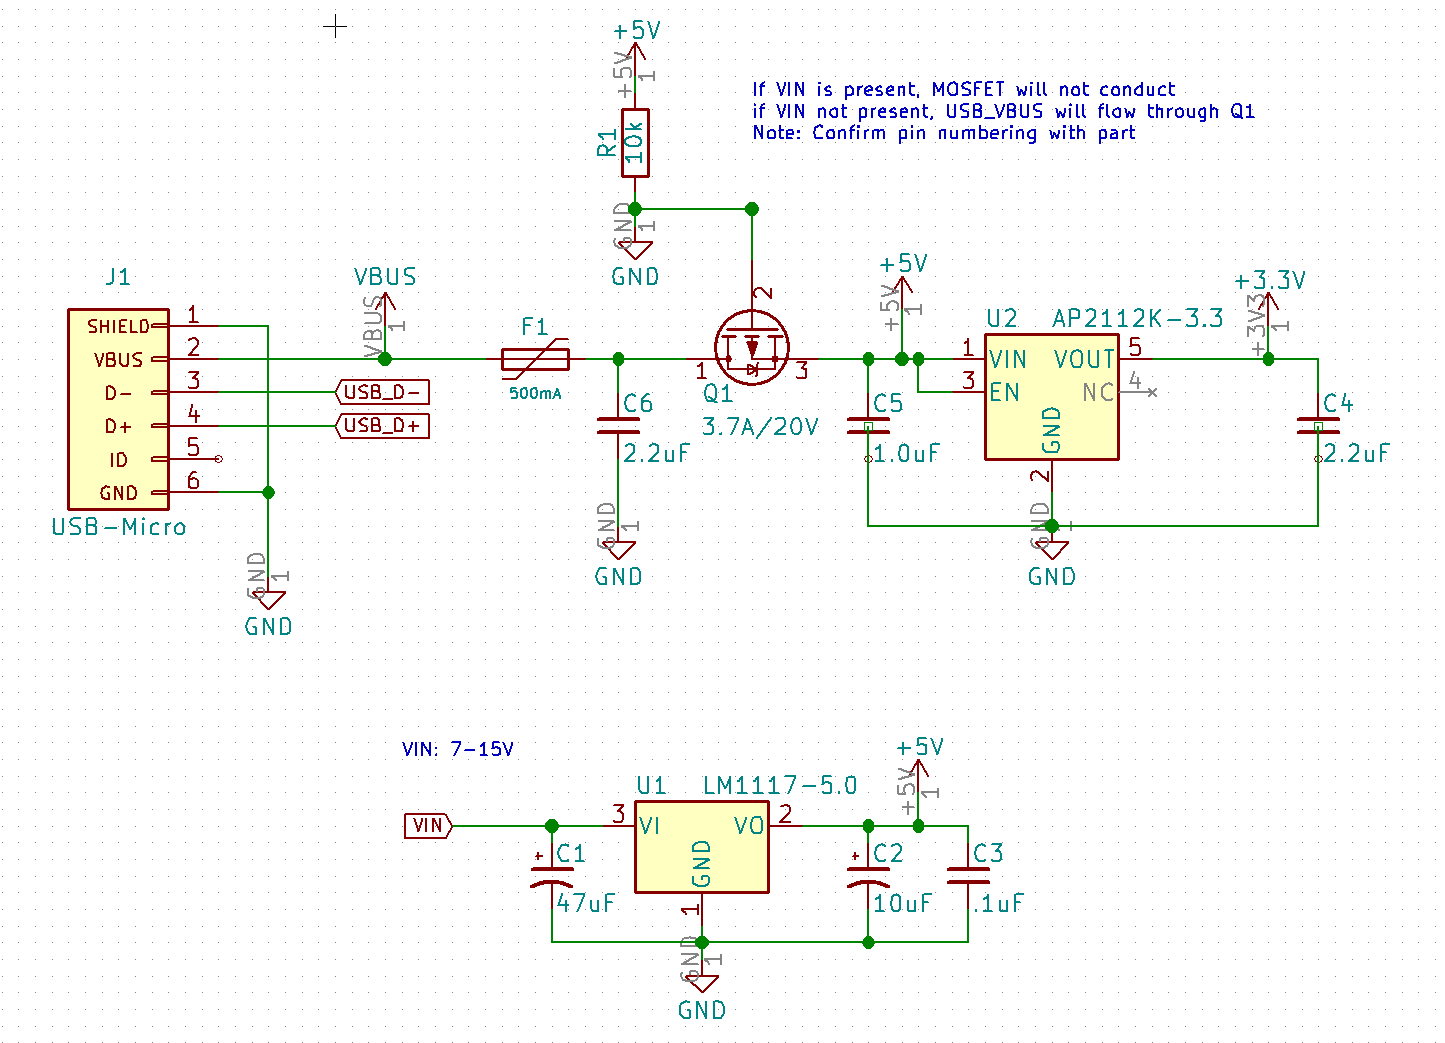 +5V
+5V
1
R1
10k
If VIN is present, MOSFET will not conduct
if VIN not present, USB_VBUS will flow through Q1
Note: Confirm pin numbering with part
GND
1
GND
J1
SHIELD 1
VBUS 2
D- 3
D+ 4
ID 5
GND 6
USB-Micro
VBUS
VBUS
1
USB_D-
USB_D+
GND
1
GND
F1
500mA
C6
2.2uF
GND
1
GND
2
1
3
Q1
3.7A/20V
+5V
+5V
1
C5
1.0uF
U2 AP2112K-3.3
1 VIN VOUT 5
3 EN NC 4
GND
2
GND
1
GND
+3.3V
+3V3
1
C4
2.2uF
VIN: 7-15V
VIN
C1
47uF
U1 LM1117-5.0
3 VI VO 2
GND
1
GND
1
GND
+5V
+5V
1
C2
10uF
C3
.1uF